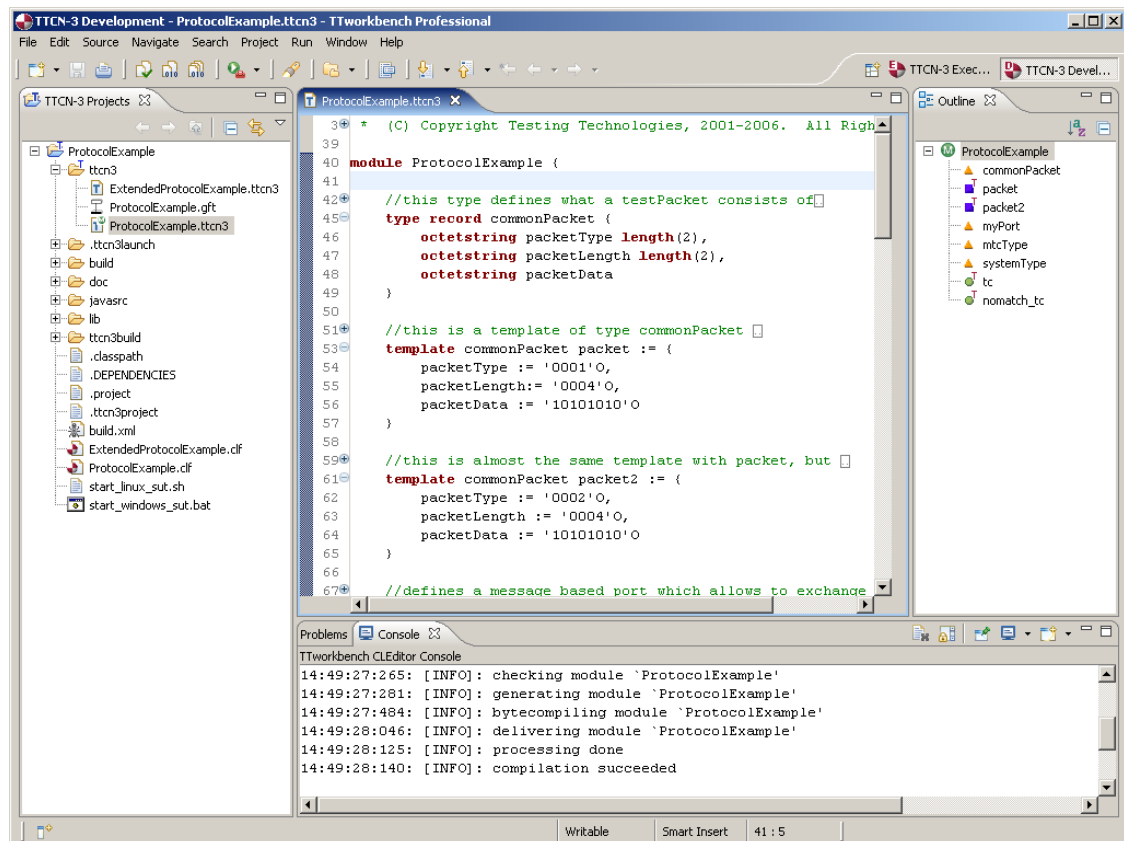 TTCN-3 Development - ProtocolExample.ttcn3 - TTworkbench Professional
File Edit Source Navigate Search Project Run Window Help
TTCN-3 Exec... TTCN-3 Devel...
TTCN-3 Projects
ProtocolExample
ttcn3
ExtendedProtocolExample.ttcn3
ProtocolExample.gft
ProtocolExample.ttcn3
.ttcn3launch
build
doc
javasrc
lib
ttcn3build
.classpath
.DEPENDENCIES
.project
.ttcn3project
build.xml
ExtendedProtocolExample.clf
ProtocolExample.clf
start_linux_sut.sh
start_windows_sut.bat
ProtocolExample.ttcn3
3 * (C) Copyright Testing Technologies, 2001-2006. All Righ
39
40 module ProtocolExample {
41
42 //this type defines what a testPacket consists of
45 type record commonPacket {
46 octetstring packetType length(2),
47 octetstring packetLength length(2),
48 octetstring packetData
49 }
50
51 //this is a template of type commonPacket
53 template commonPacket packet := {
54 packetType := '0001'O,
55 packetLength:= '0004'O,
56 packetData := '10101010'O
57 }
58
59 //this is almost the same template with packet, but
61 template commonPacket packet2 := {
62 packetType := '0002'O,
63 packetLength := '0004'O,
64 packetData := '10101010'O
65 }
66
67 //defines a message based port which allows to exchange
Outline
ProtocolExample
commonPacket
packet
packet2
myPort
mtcType
systemType
tc
nomatch_tc
Problems Console
TTworkbench CLEditor Console
14:49:27:265: [INFO]: checking module `ProtocolExample'
14:49:27:281: [INFO]: generating module `ProtocolExample'
14:49:27:484: [INFO]: bytecompiling module `ProtocolExample'
14:49:28:046: [INFO]: delivering module `ProtocolExample'
14:49:28:125: [INFO]: processing done
14:49:28:140: [INFO]: compilation succeeded
Writable Smart Insert 41 : 5